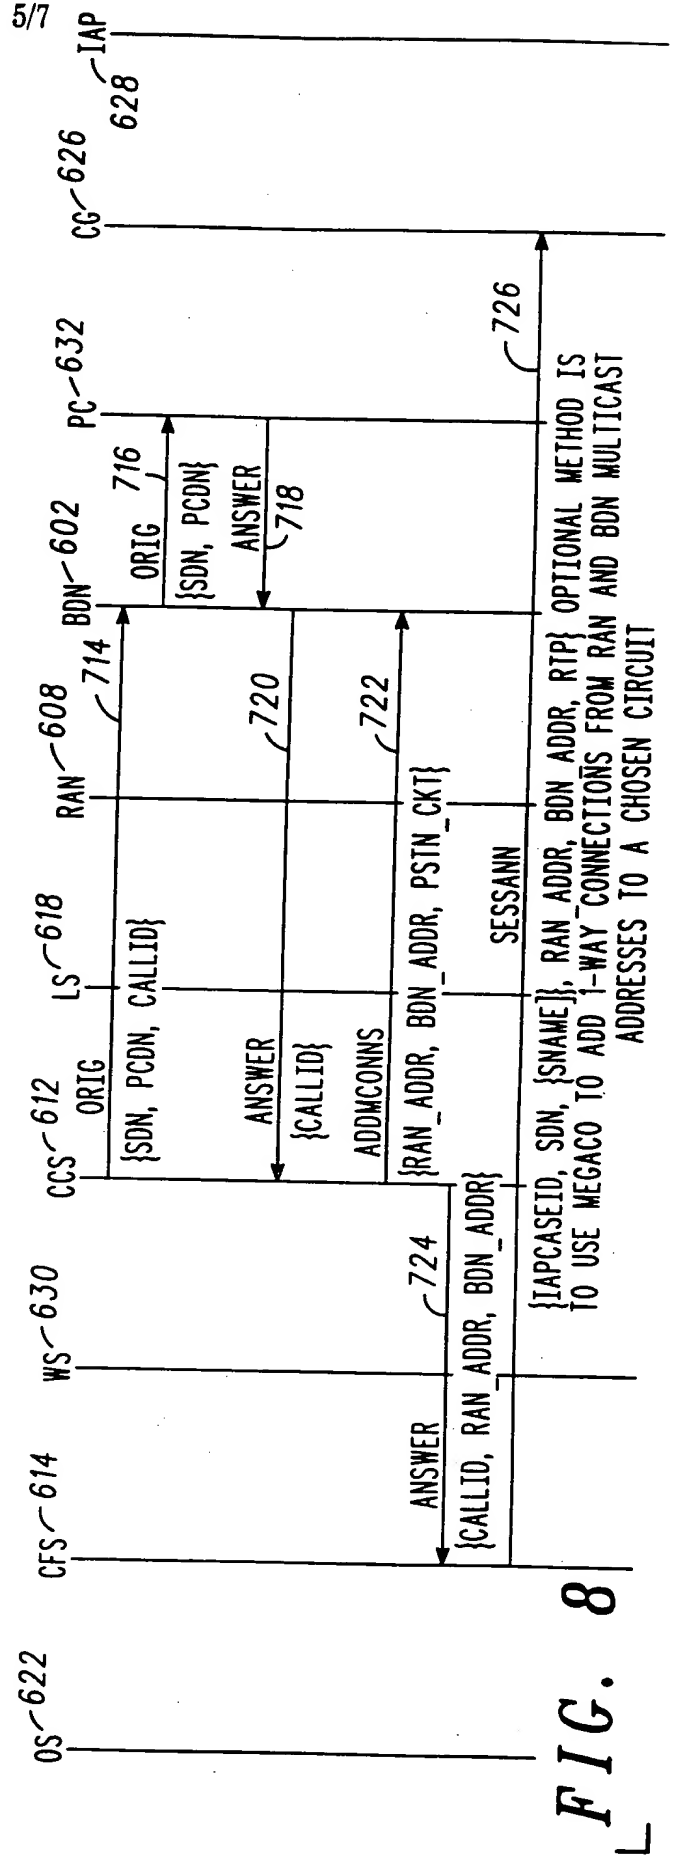 5/7
OS 622
CFS 614
WS 630
CCS 612
LS 618
RAN 608
BDN 602
PC 632
CG 626
IAP
628
ORIG
714
{SDN, PCDN, CALLID}
ORIG
716
{SDN, PCDN}
ANSWER
718
ANSWER
720
{CALLID}
ADDMCONNS
722
{RAN_ADDR, BDN_ADDR, PSTN_CKT}
ANSWER
724
{CALLID, RAN_ADDR, BDN_ADDR}
SESSANN
726
{IAPCASEID, SDN, {SNAME]}, RAN_ADDR, BDN_ADDR, RTP} OPTIONAL METHOD IS
TO USE MEGACO TO ADD 1-WAY CONNECTIONS FROM RAN AND BDN MULTICAST
ADDRESSES TO A CHOSEN CIRCUIT
FIG. 8